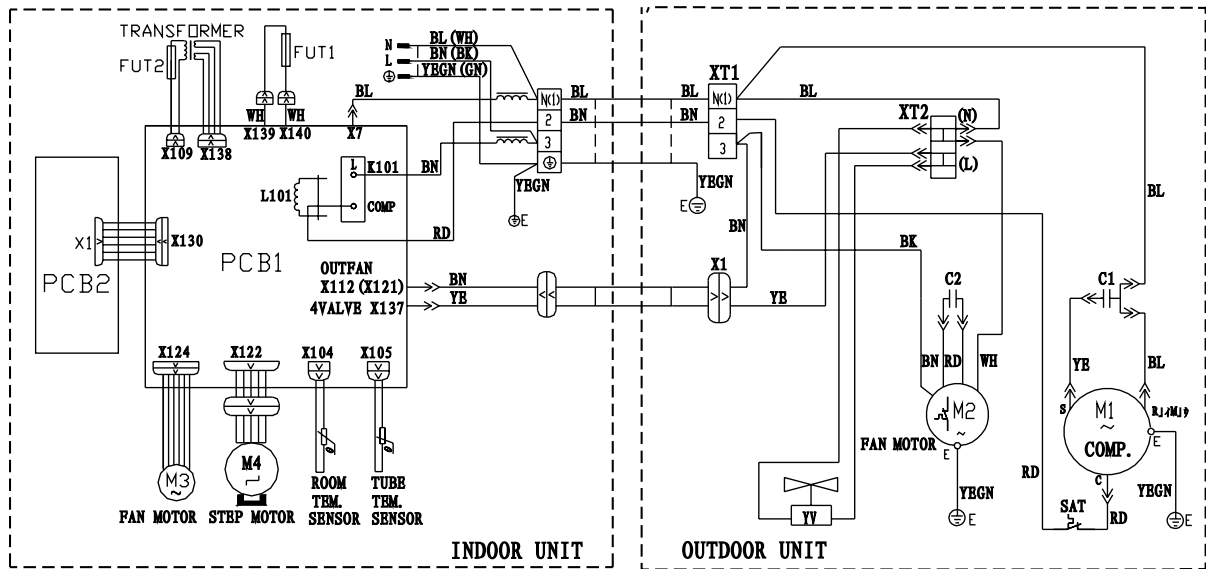 TRANSFORMER
FUT2
FUT1
N
L
BL (WH)
BN (BK)
YEGN (GN)
WH
WH
X139
X140
BL
X7
X109
X138
N(1)
2
3
BL
BN
BL
BN
XT1
N(1)
2
3
BL
XT2
(N)
(L)
L
K101
BN
L101
COMP
RD
YEGN
E
YEGN
E
BN
BL
X1
X130
PCB2
PCB1
OUTFAN
X112 (X121)
4VALVE X137
BN
YE
X1
YE
BK
C2
C1
X124
X122
X104
X105
BN
RD
WH
YE
BL
M2
~
FAN MOTOR
E
S
M1
~
COMP.
C
E
M3
~
M4
FAN MOTOR
STEP MOTOR
ROOM
TEM.
SENSOR
TUBE
TEM.
SENSOR
θ
θ
YV
YEGN
E
RD
SAT
RD
YEGN
E
INDOOR UNIT
OUTDOOR UNIT